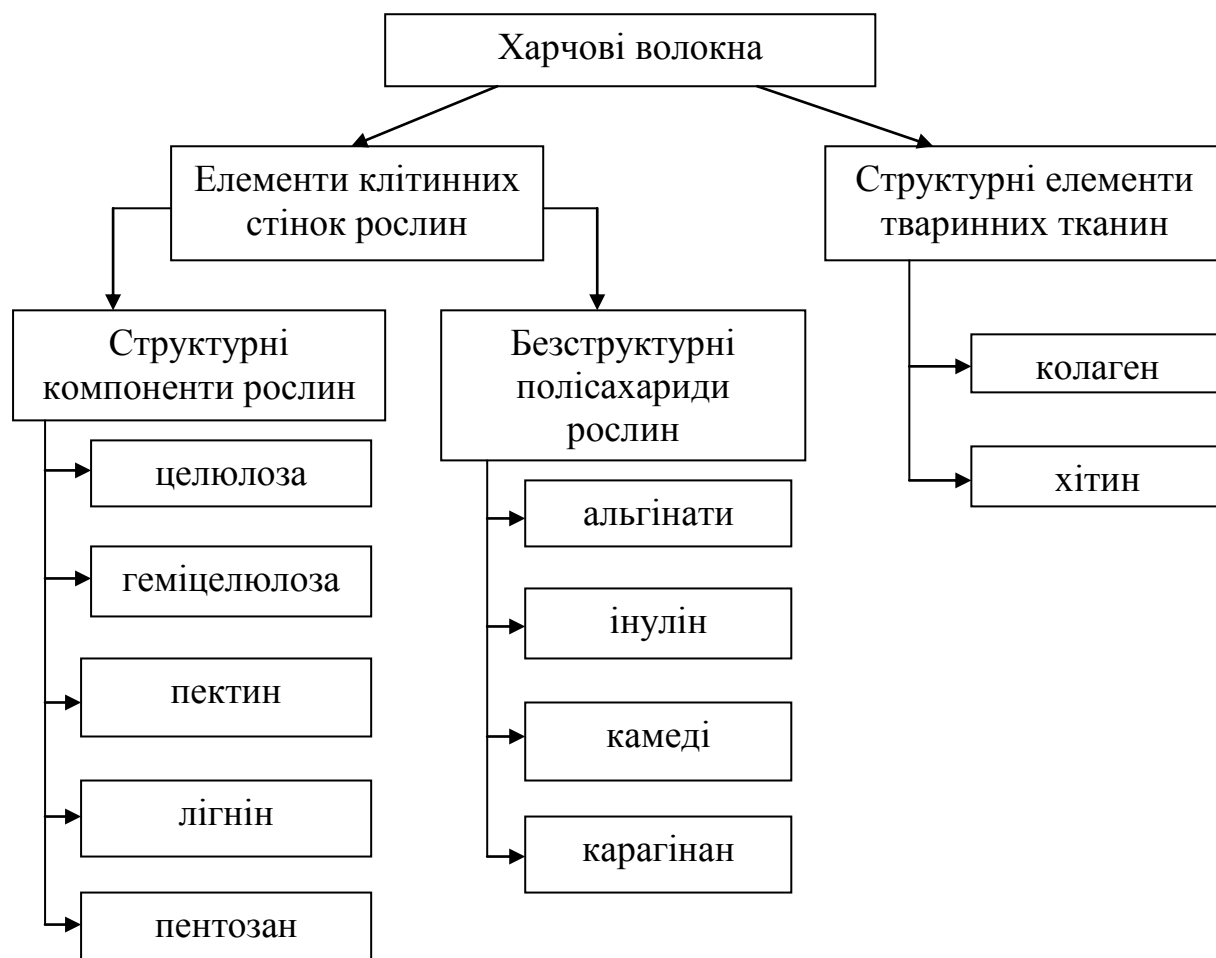 Харчові волокна
Елементи клітинних
стінок рослин
Структурні елементи
тваринних тканин
Структурні
компоненти рослин
Безструктурні
полісахариди
рослин
колаген
хітин
целюлоза
геміцелюлоза
пектин
лігнін
пентозан
альгінати
інулін
камеді
карагінан